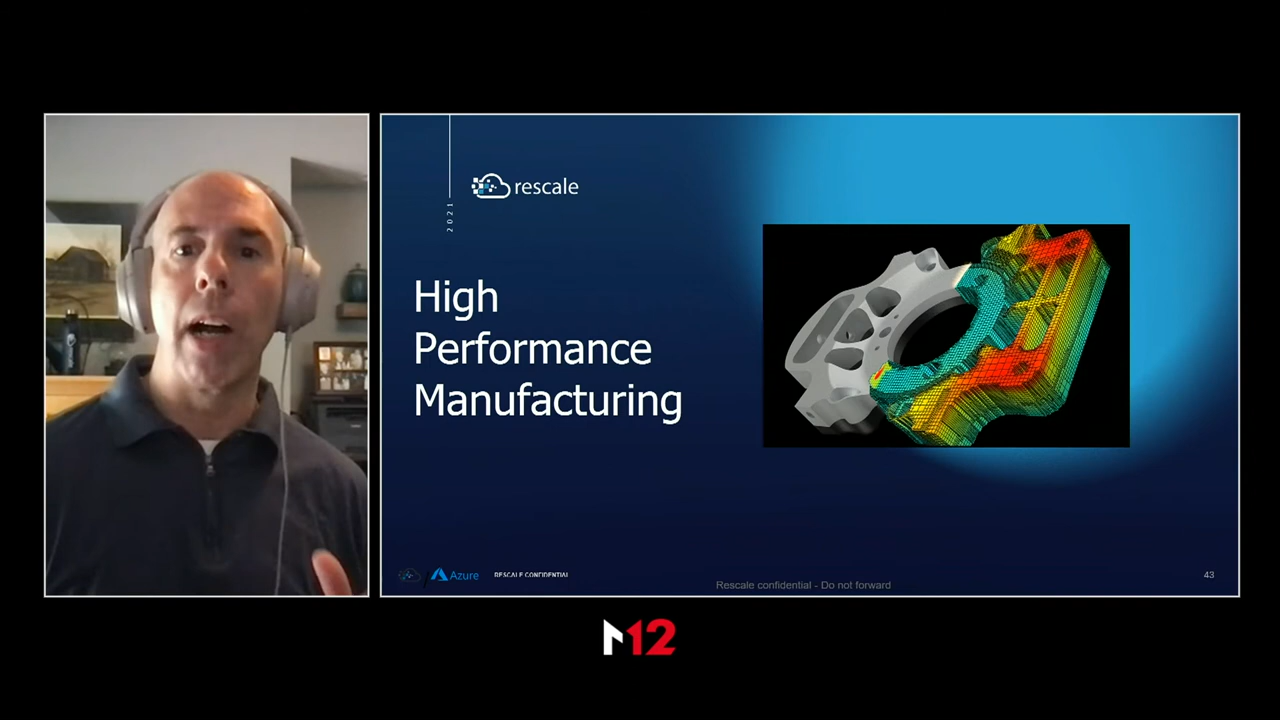 rescale
2021
High
Performance
Manufacturing
Azure
RESCALE CONFIDENTIAL
Rescale confidential - Do not forward
43
M12